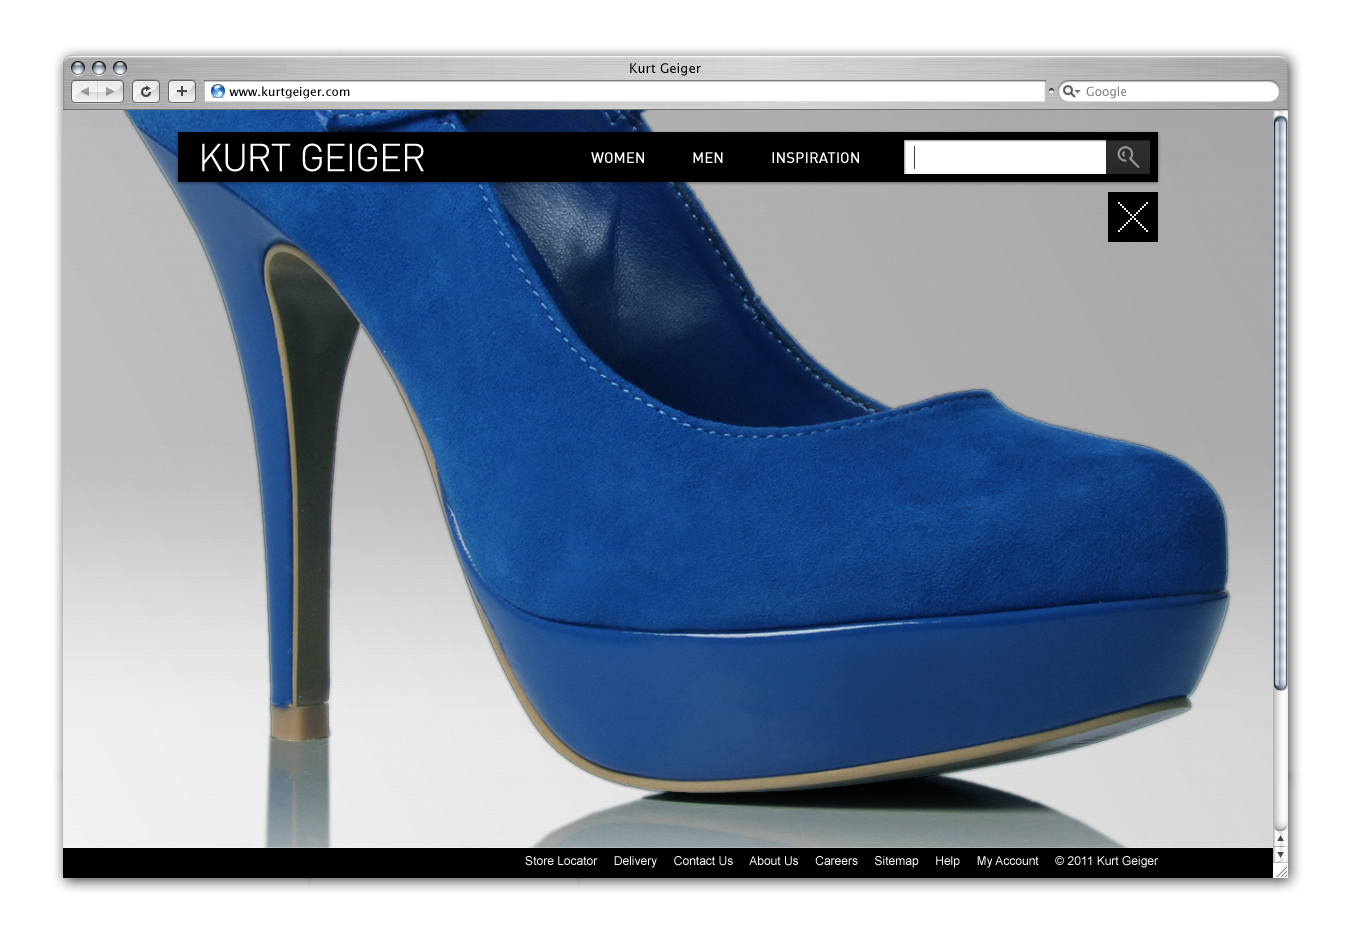 Kurt Geiger
www.kurtgeiger.com
Google
KURT GEIGER WOMEN MEN INSPIRATION
Store Locator Delivery Contact Us About Us Careers Sitemap Help My Account © 2011 Kurt Geiger